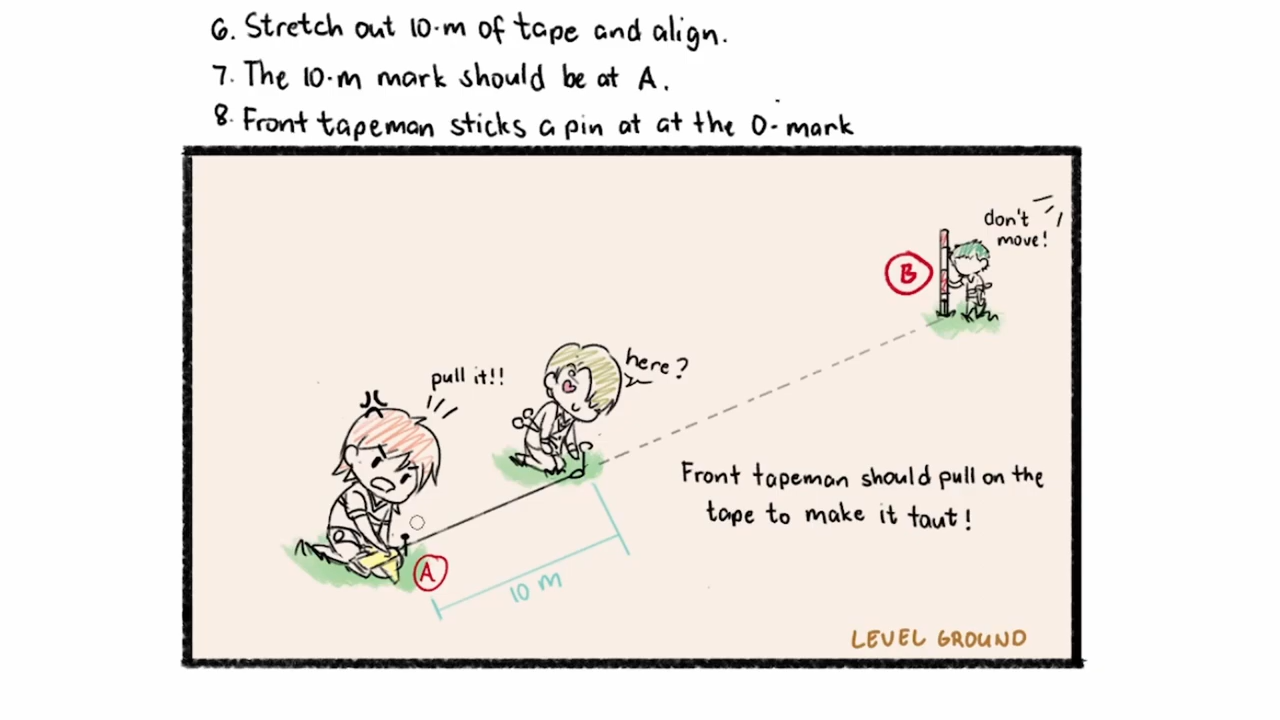 6. Stretch out 10-m of tape and align.
7. The 10-m mark should be at A.
8. Front tapeman sticks a pin at at the 0-mark
don't
move!
B
here?
pull it!!
Front tapeman should pull on the
tape to make it taut!
A
10 m
LEVEL GROUND